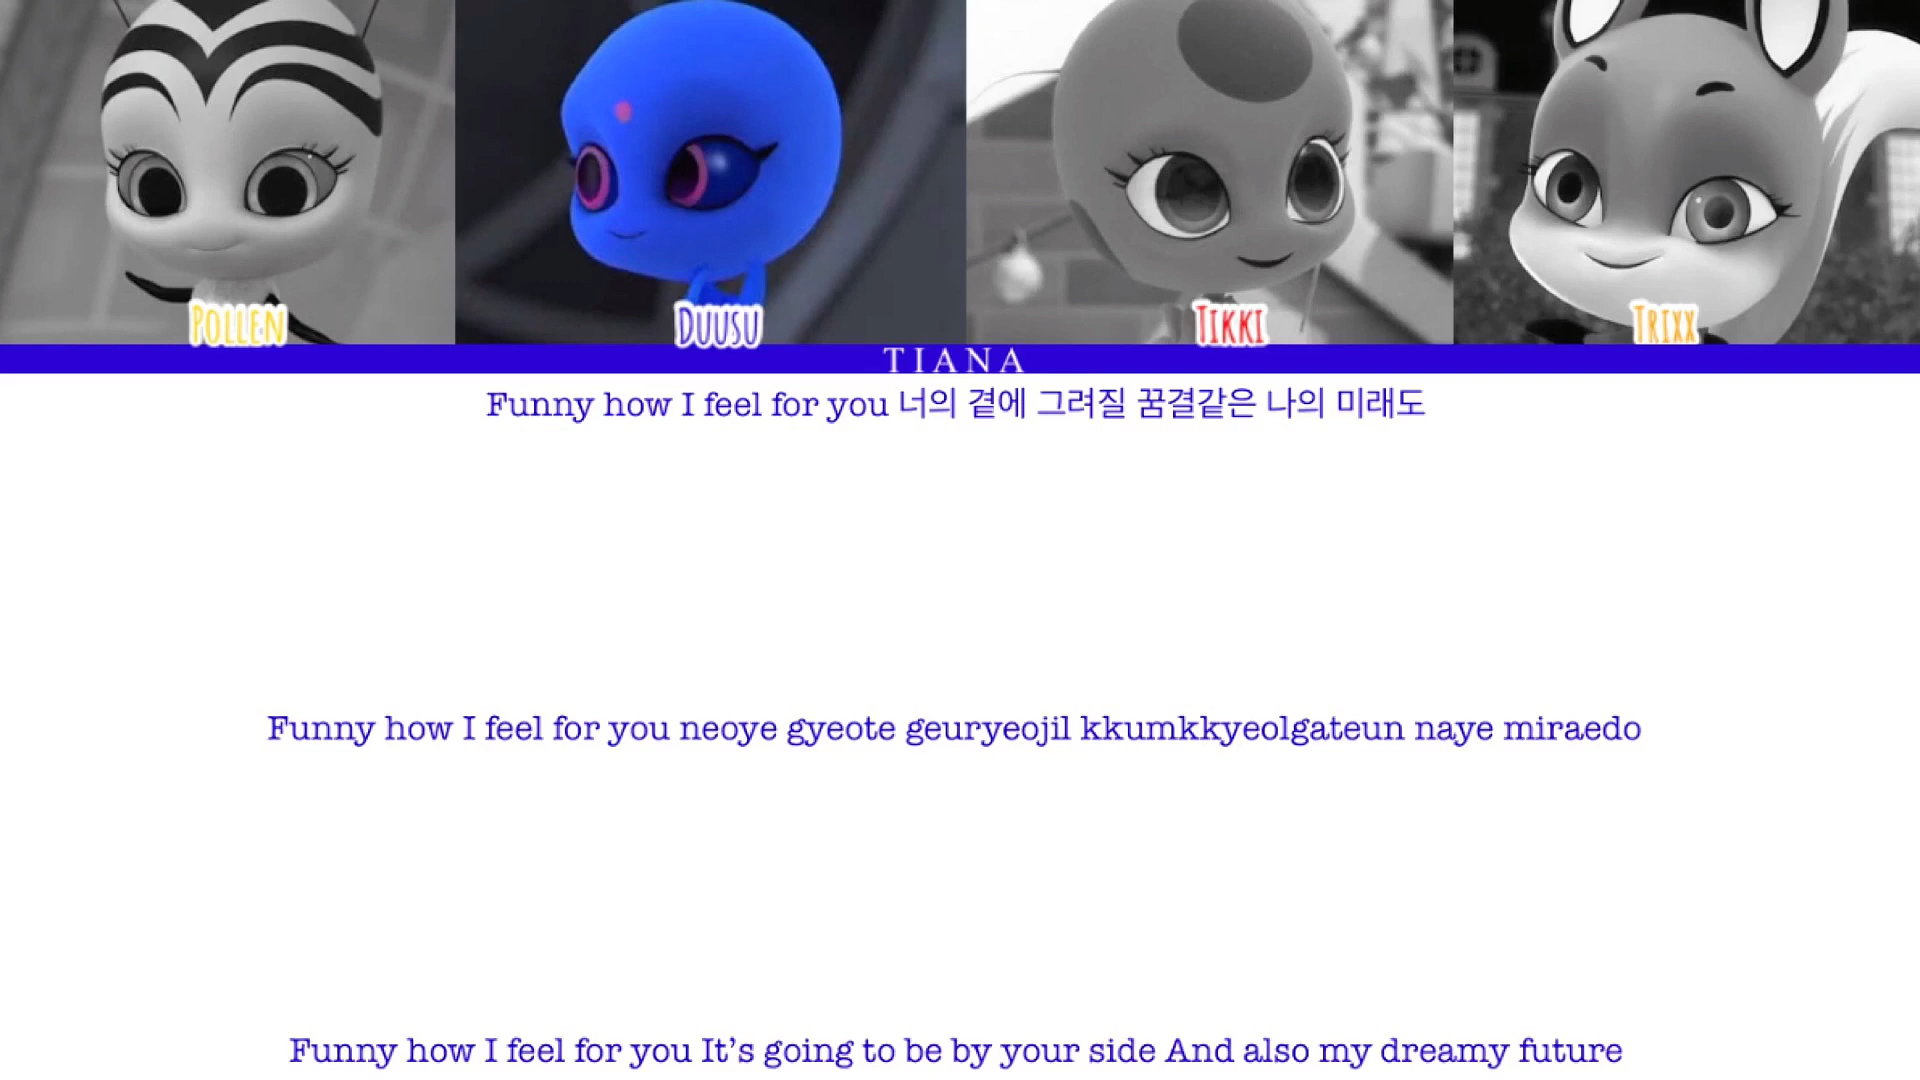 Pollen
Duusu
Tikki
Trixx
TIANA
Funny how I feel for you 너의 곁에 그려질 꿈결같은 나의 미래도
Funny how I feel for you neoye gyeote geuryeojil kkumkkyeolgateun naye miraedo
Funny how I feel for you It’s going to be by your side And also my dreamy future